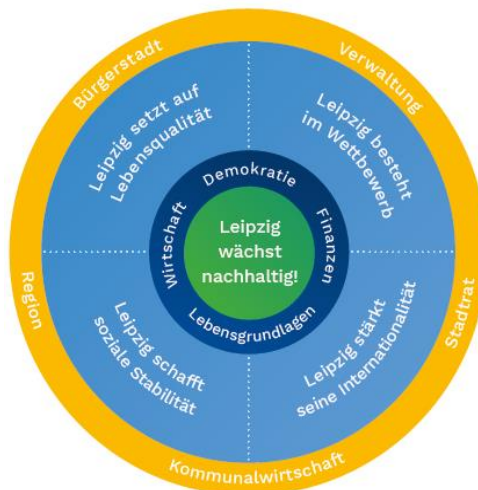 Bürgerstadt
Verwaltung
Leipzig setzt auf
Lebensqualität
Leipzig besteht
im Wettbewerb
Demokratie
Wirtschaft
Finanzen
Leipzig
wächst
nachhaltig!
Lebensgrundlagen
Region
Stadtrat
Leipzig schafft
soziale Stabilität
Leipzig stärkt
seine Internationalität
Kommunalwirtschaft